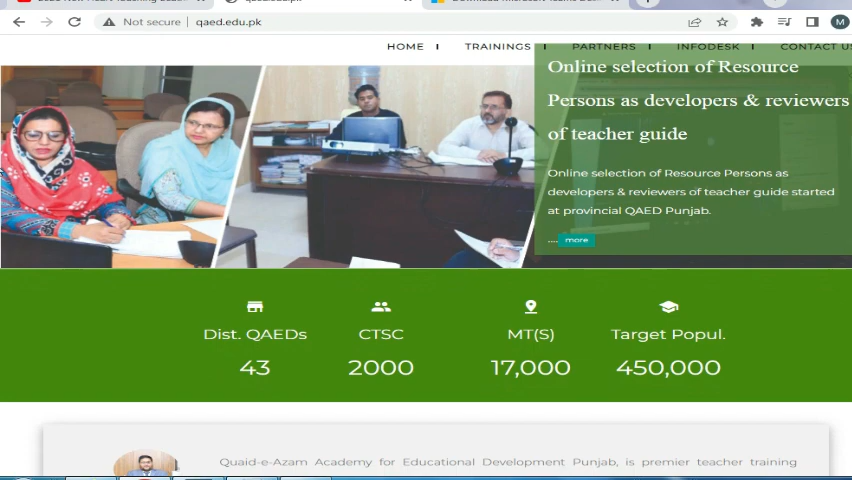 Not secure | qaed.edu.pk
M
HOME
TRAININGS
PARTNERS
INFODESK
CONTACT US
Online selection of Resource
Persons as developers & reviewers
of teacher guide
Online selection of Resource Persons as
developers & reviewers of teacher guide started
at provincial QAED Punjab.
.... more
Dist. QAEDs
CTSC
MT(S)
Target Popul.
43
2000
17,000
450,000
Quaid-e-Azam Academy for Educational Development Punjab, is premier teacher training